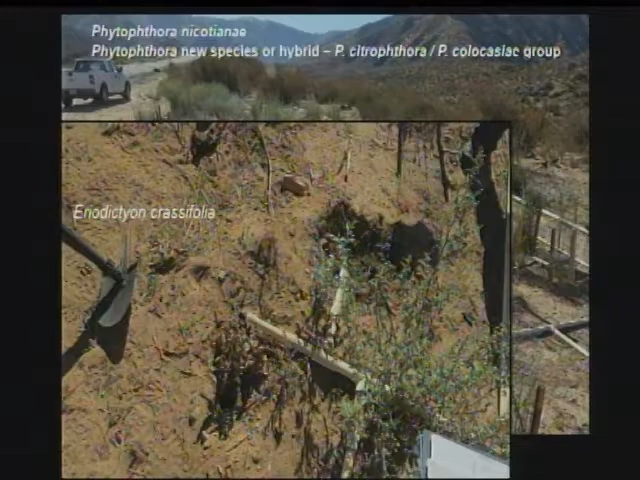 Phytophthora nicotianae
Phytophthora new species or hybrid – P. citrophthora / P. colocasiae group
Eriodictyon crassifolia